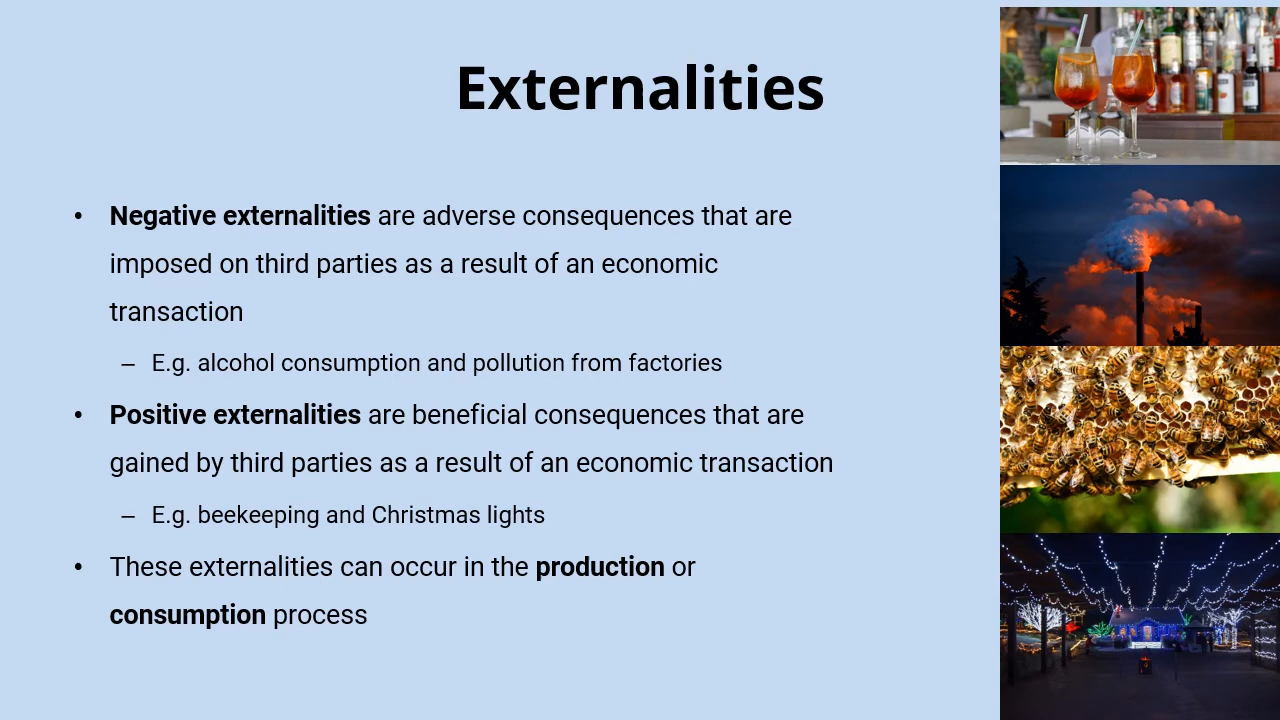 Externalities
• Negative externalities are adverse consequences that are
imposed on third parties as a result of an economic
transaction
– E.g. alcohol consumption and pollution from factories
• Positive externalities are beneficial consequences that are
gained by third parties as a result of an economic transaction
– E.g. beekeeping and Christmas lights
• These externalities can occur in the production or
consumption process